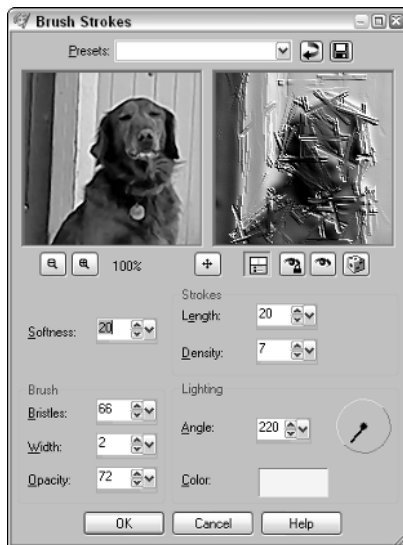 Brush Strokes
Presets:
100%
Softness: 20
Strokes
Length: 20
Density: 7
Brush
Bristles: 66
Width: 2
Opacity: 72
Lighting
Angle: 220
Color:
OK Cancel Help